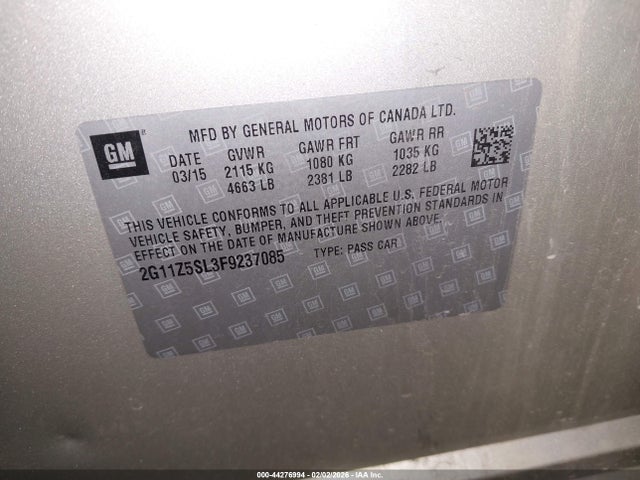 MFD BY GENERAL MOTORS OF CANADA LTD.
GM
DATE GVWR GAWR FRT GAWR RR
03/15 2115 KG 1080 KG 1035 KG
4663 LB 2381 LB 2282 LB
THIS VEHICLE CONFORMS TO ALL APPLICABLE U.S. FEDERAL MOTOR
VEHICLE SAFETY, BUMPER, AND THEFT PREVENTION STANDARDS IN
EFFECT ON THE DATE OF MANUFACTURE SHOWN ABOVE.
2G11Z5SL3F9237085 TYPE: PASS CAR
000-44276994 - 02/02/2026 - IAA Inc.